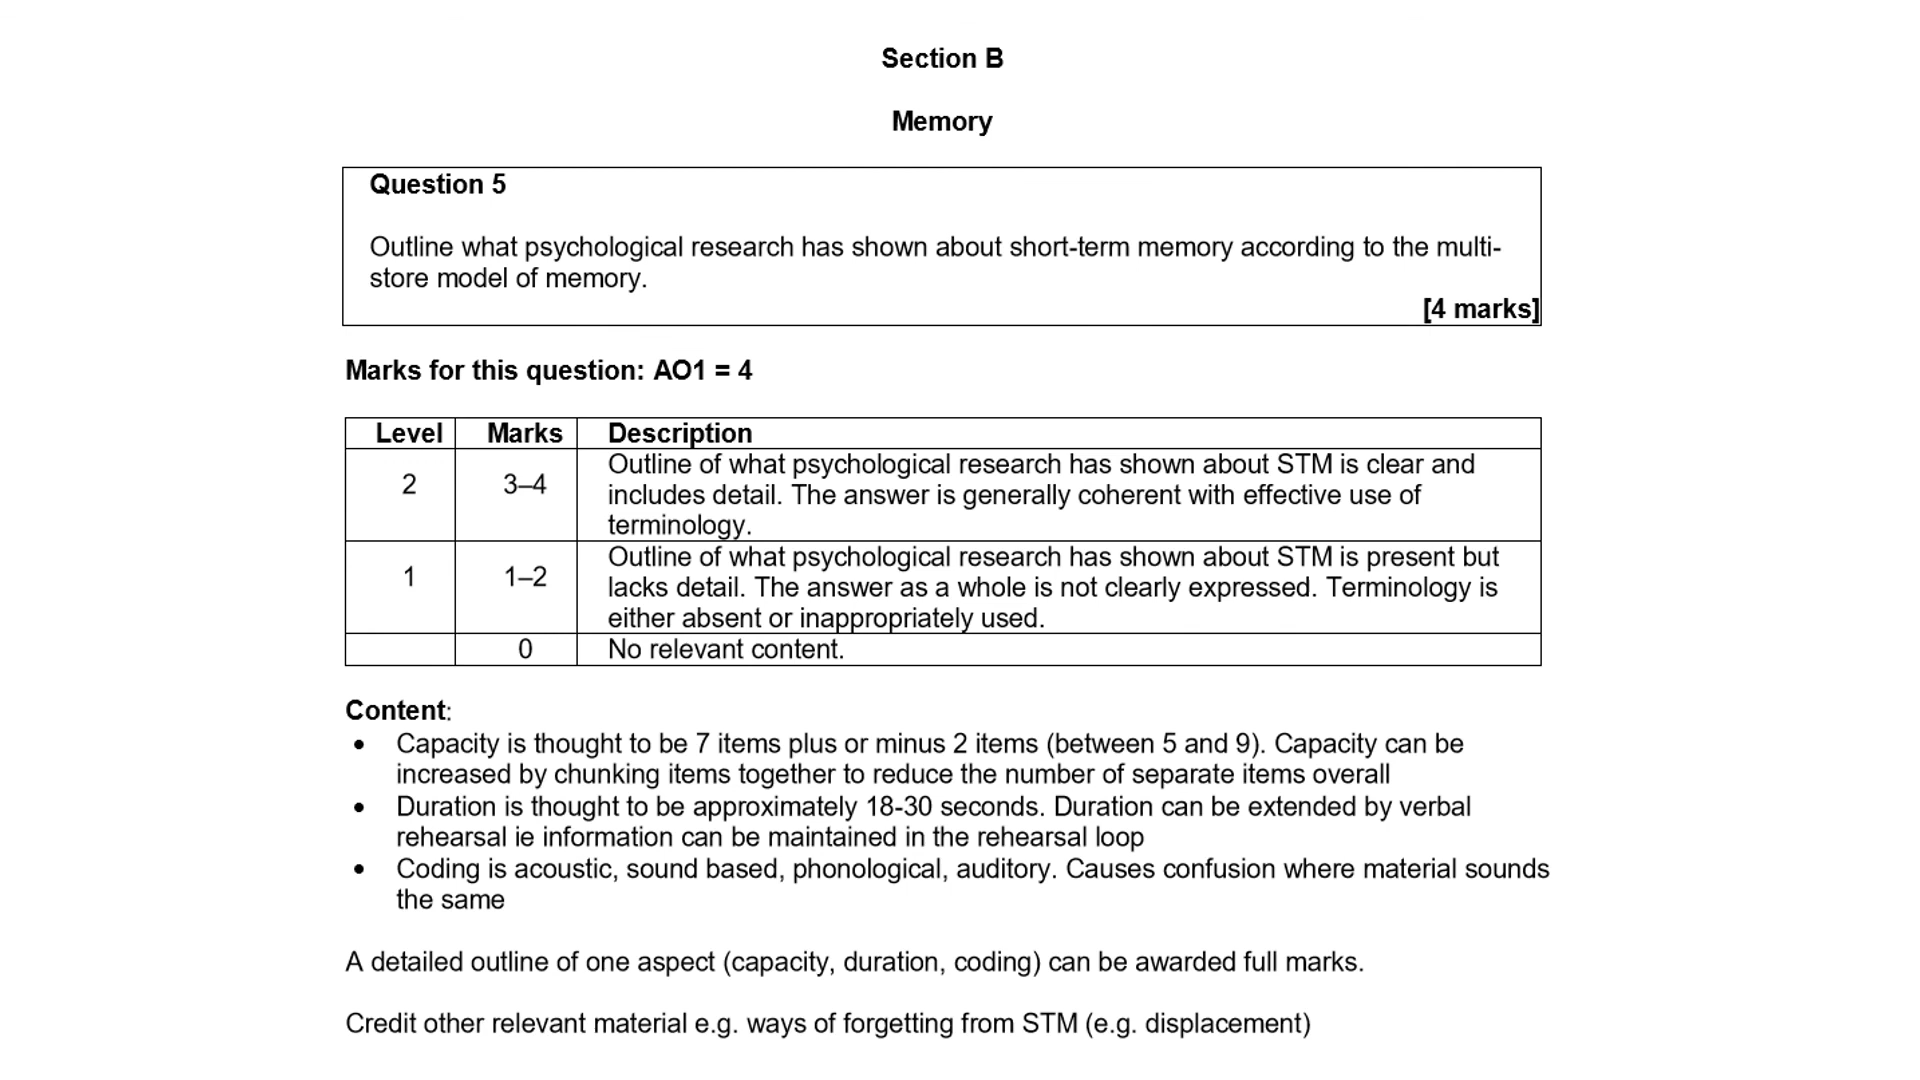 Section B
Memory
Question 5
Outline what psychological research has shown about short-term memory according to the multi-
store model of memory.
[4 marks]
Marks for this question: AO1 = 4
Level Marks Description
2 3–4 Outline of what psychological research has shown about STM is clear and
includes detail. The answer is generally coherent with effective use of
terminology.
1 1–2 Outline of what psychological research has shown about STM is present but
lacks detail. The answer as a whole is not clearly expressed. Terminology is
either absent or inappropriately used.
0 No relevant content.
Content:
• Capacity is thought to be 7 items plus or minus 2 items (between 5 and 9). Capacity can be
increased by chunking items together to reduce the number of separate items overall
• Duration is thought to be approximately 18-30 seconds. Duration can be extended by verbal
rehearsal ie information can be maintained in the rehearsal loop
• Coding is acoustic, sound based, phonological, auditory. Causes confusion where material sounds
the same
A detailed outline of one aspect (capacity, duration, coding) can be awarded full marks.
Credit other relevant material e.g. ways of forgetting from STM (e.g. displacement)